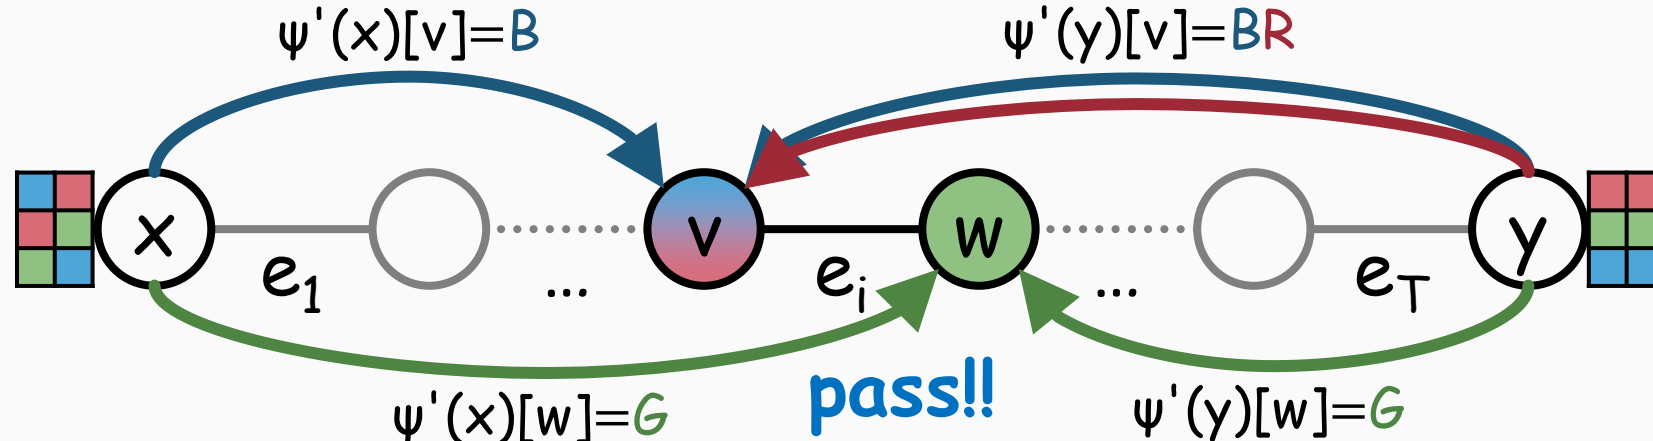 ψ'(x)[v]=B ψ'(y)[v]=BR
x v w y
e1 ... ei ... eT
pass!!
ψ'(x)[w]=G ψ'(y)[w]=G